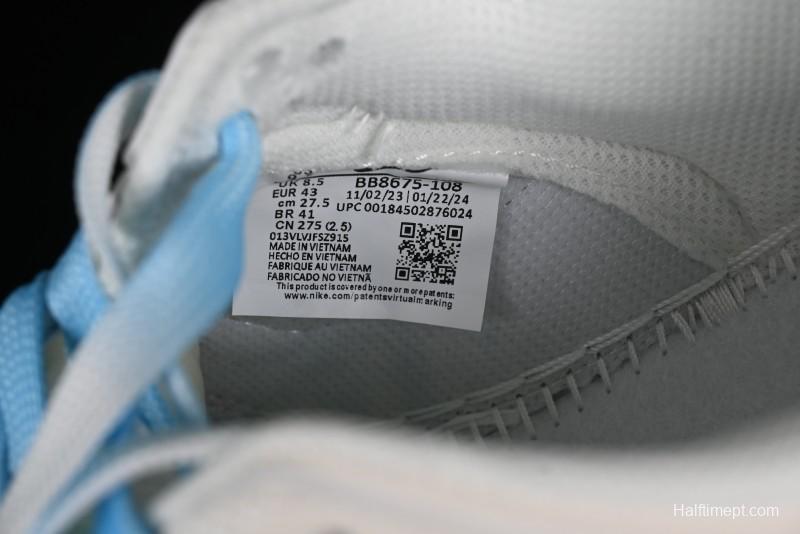 UK 8.5
EUR 43
cm 27.5
BR 41
CN 275 (2.5)
BB8675-108
11/02/23 | 01/22/24
UPC 00184502876024
013VLVJFSZ915
MADE IN VIETNAM
HECHO EN VIETNAM
FABRIQUE AU VIETNAM
FABRICADO NO VIETNÃ
This product is covered by one or more patents:
www.nike.com/patentsvirtualmarking
Halftimept.com